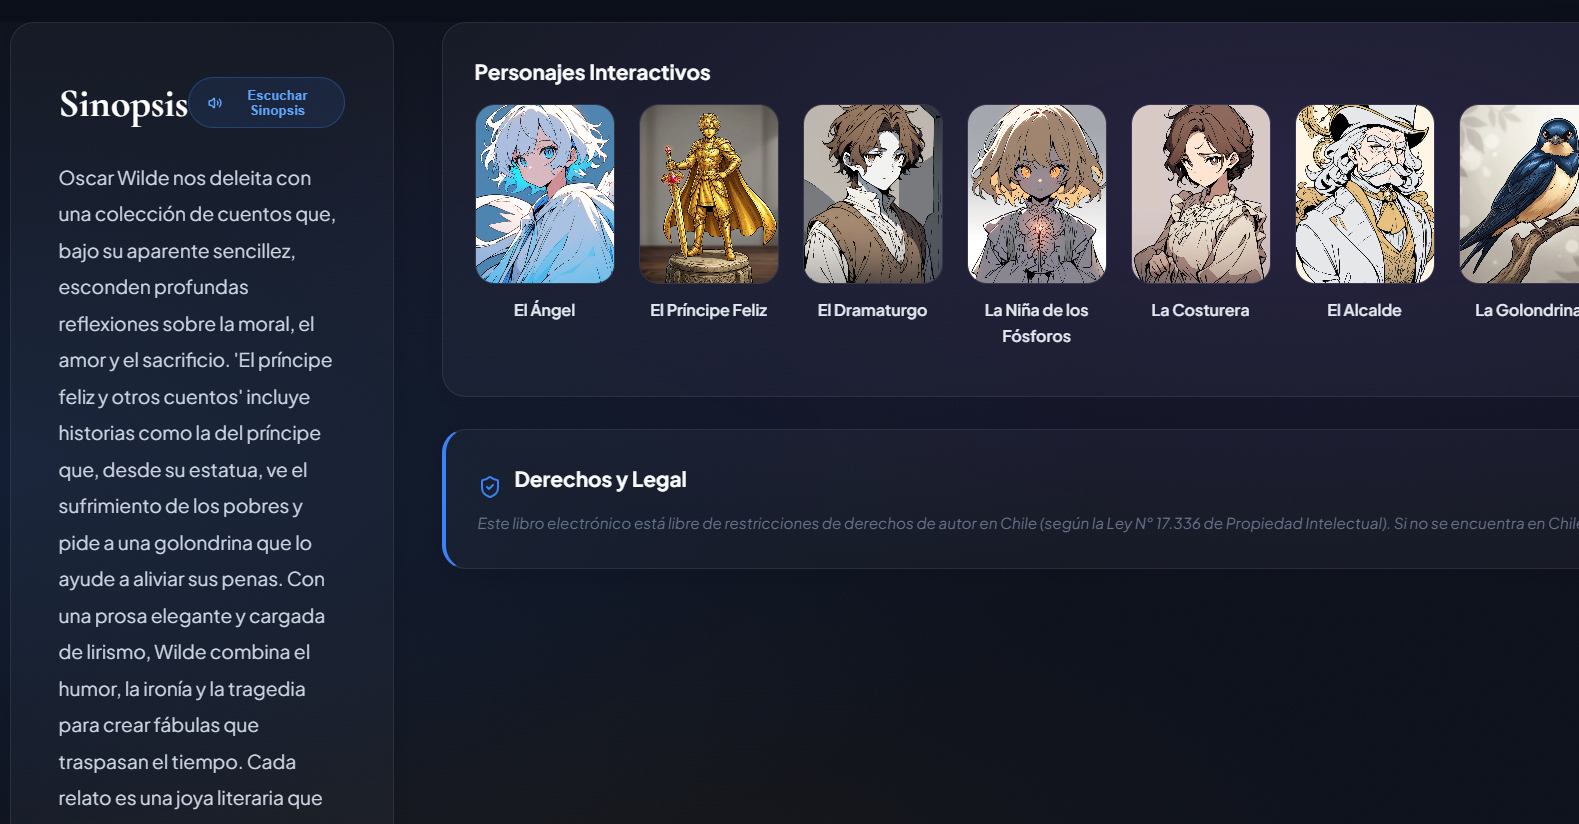 Sinopsis
Escuchar
Sinopsis
Oscar Wilde nos deleita con
una colección de cuentos que,
bajo su aparente sencillez,
esconden profundas
reflexiones sobre la moral, el
amor y el sacrificio. 'El príncipe
feliz y otros cuentos' incluye
historias como la del príncipe
que, desde su estatua, ve el
sufrimiento de los pobres y
pide a una golondrina que lo
ayude a aliviar sus penas. Con
una prosa elegante y cargada
de lirismo, Wilde combina el
humor, la ironía y la tragedia
para crear fábulas que
traspasan el tiempo. Cada
relato es una joya literaria que
Personajes Interactivos
El Ángel
El Príncipe Feliz
El Dramaturgo
La Niña de los
Fósforos
La Costurera
El Alcalde
La Golondrina
Derechos y Legal
Este libro electrónico está libre de restricciones de derechos de autor en Chile (según la Ley N° 17.336 de Propiedad Intelectual). Si no se encuentra en Chile